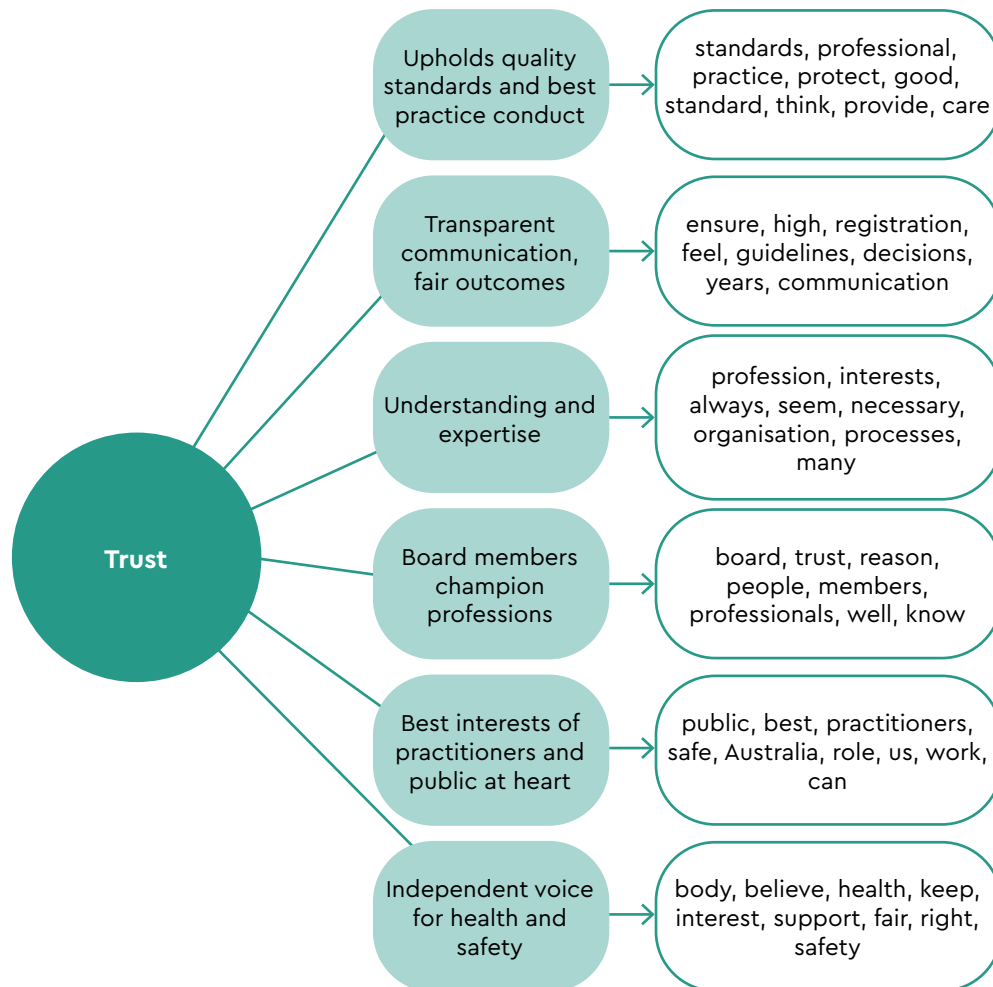 Upholds quality
standards and best
practice conduct
standards, professional,
practice, protect, good,
standard, think, provide, care
Transparent
communication,
fair outcomes
ensure, high, registration,
feel, guidelines, decisions,
years, communication
Understanding and
expertise
profession, interests,
always, seem, necessary,
organisation, processes,
many
Trust
Board members
champion
professions
board, trust, reason,
people, members,
professionals, well, know
Best interests of
practitioners and
public at heart
public, best, practitioners,
safe, Australia, role, us, work,
can
Independent voice
for health and
safety
body, believe, health, keep,
interest, support, fair, right,
safety